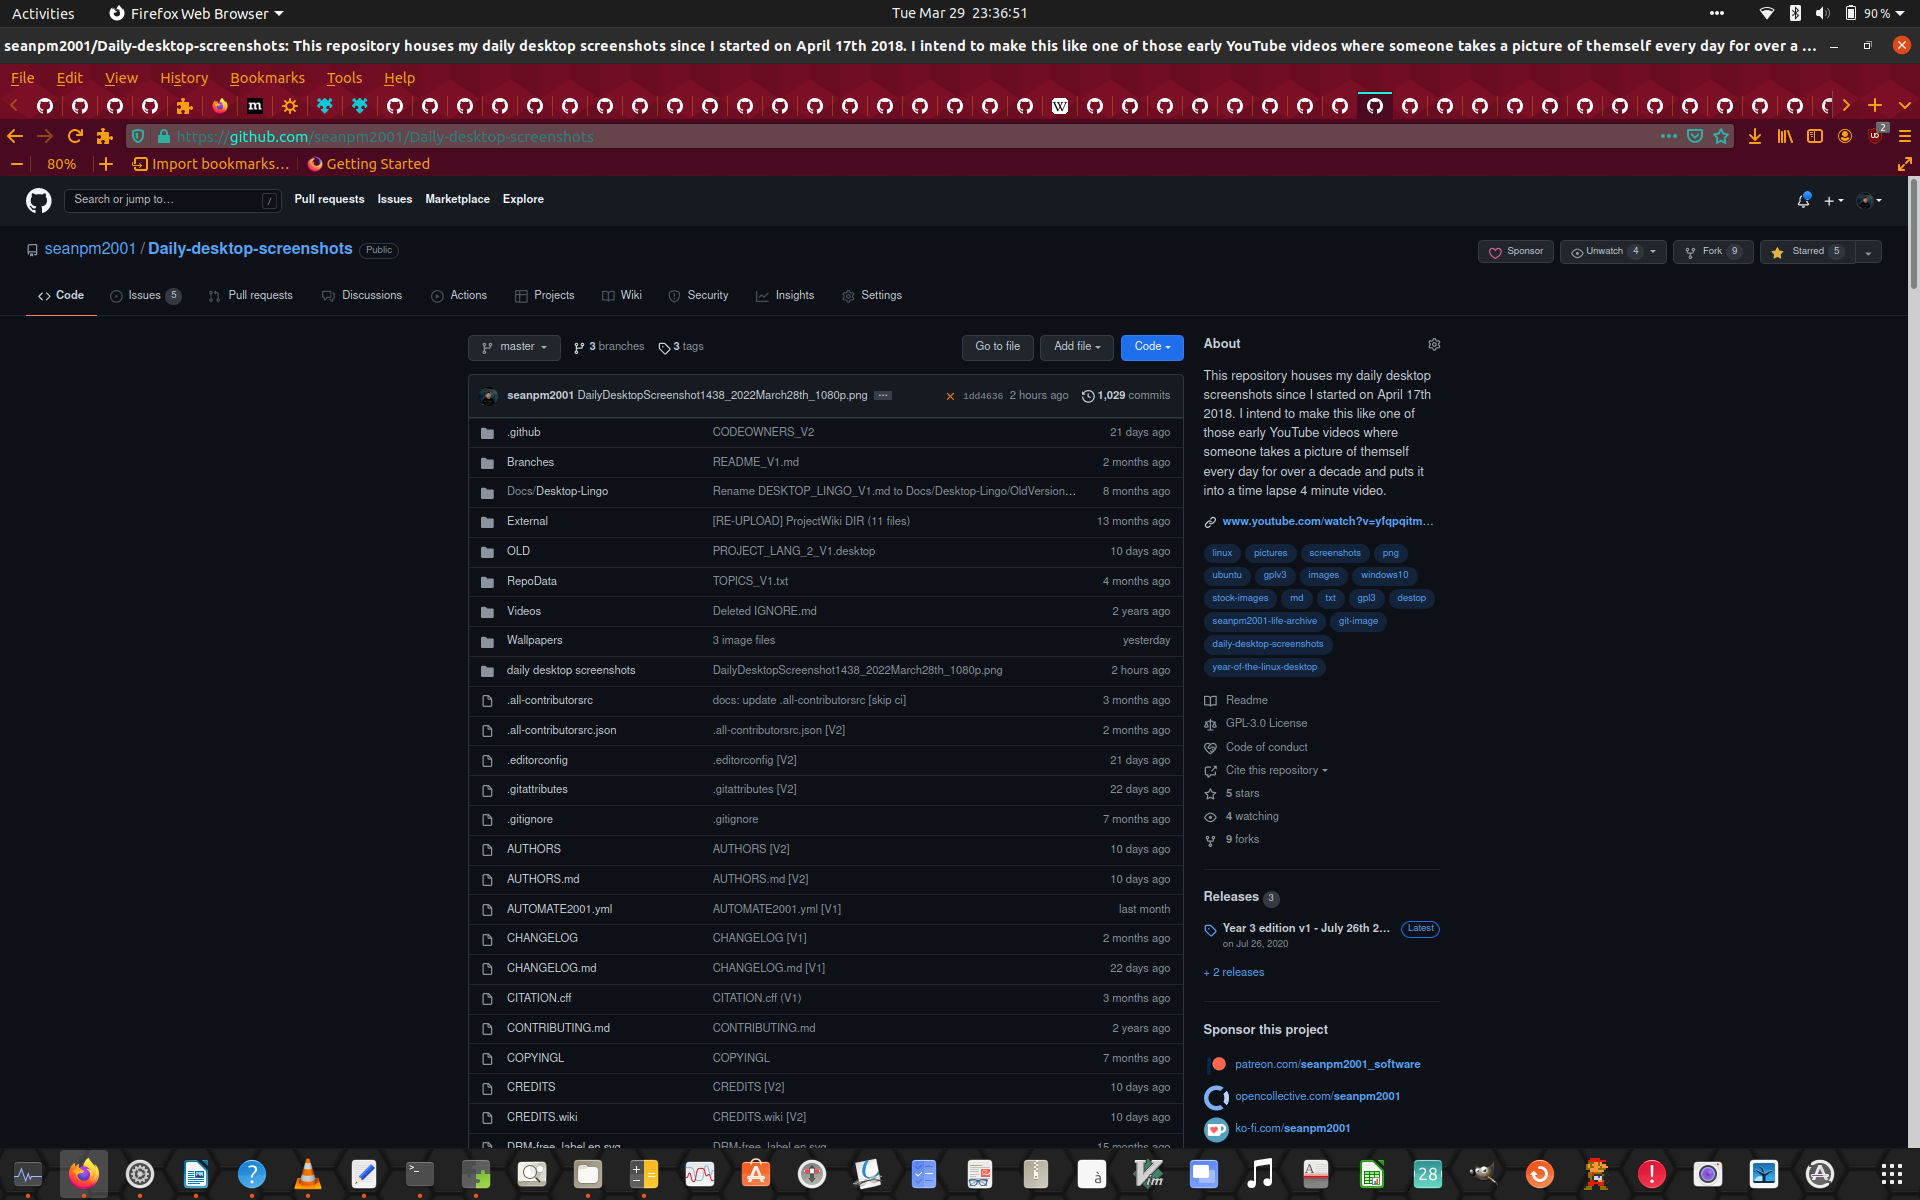 Activities
Firefox Web Browser
Tue Mar 29 23:36:51
90 %
seanpm2001/Daily-desktop-screenshots: This repository houses my daily desktop screenshots since I started on April 17th 2018. I intend to make this like one of those early YouTube videos where someone takes a picture of themself every day for over a ...
File Edit View History Bookmarks Tools Help
https://github.com/seanpm2001/Daily-desktop-screenshots
2
80%
Import bookmarks...
Getting Started
Search or jump to...
/
Pull requests Issues Marketplace Explore
seanpm2001 / Daily-desktop-screenshots Public
Sponsor
Unwatch 4
Fork 9
Starred 5
Code
Issues 5
Pull requests
Discussions
Actions
Projects
Wiki
Security
Insights
Settings
master
3 branches
3 tags
Go to file
Add file
Code
seanpm2001 DailyDesktopScreenshot1438_2022March28th_1080p.png ...
1dd4636 2 hours ago
1,029 commits
.github CODEOWNERS_V2 21 days ago
Branches README_V1.md 2 months ago
Docs/Desktop-Lingo Rename DESKTOP_LINGO_V1.md to Docs/Desktop-Lingo/OldVersion... 8 months ago
External [RE-UPLOAD] ProjectWiki DIR (11 files) 13 months ago
OLD PROJECT_LANG_2_V1.desktop 10 days ago
RepoData TOPICS_V1.txt 4 months ago
Videos Deleted IGNORE.md 2 years ago
Wallpapers 3 image files yesterday
daily desktop screenshots DailyDesktopScreenshot1438_2022March28th_1080p.png 2 hours ago
.all-contributorsrc docs: update .all-contributorsrc [skip ci] 3 months ago
.all-contributorsrc.json .all-contributorsrc.json [V2] 2 months ago
.editorconfig .editorconfig [V2] 21 days ago
.gitattributes .gitattributes [V2] 22 days ago
.gitignore .gitignore 7 months ago
AUTHORS AUTHORS [V2] 10 days ago
AUTHORS.md AUTHORS.md [V2] 10 days ago
AUTOMATE2001.yml AUTOMATE2001.yml [V1] last month
CHANGELOG CHANGELOG [V1] 2 months ago
CHANGELOG.md CHANGELOG.md [V1] 22 days ago
CITATION.cff CITATION.cff (V1) 3 months ago
CONTRIBUTING.md CONTRIBUTING.md 2 years ago
COPYINGL COPYINGL 7 months ago
CREDITS CREDITS [V2] 10 days ago
CREDITS.wiki CREDITS.wiki [V2] 10 days ago
DRM-free_label.en.svg DRM-free_label.en.svg 15 months ago
About
This repository houses my daily desktop
screenshots since I started on April 17th
2018. I intend to make this like one of
those early YouTube videos where
someone takes a picture of themself
every day for over a decade and puts it
into a time lapse 4 minute video.
www.youtube.com/watch?v=yfqpqitm...
linux pictures screenshots png
ubuntu gplv3 images windows10
stock-images md txt gpl3 destop
seanpm2001-life-archive git-image
daily-desktop-screenshots
year-of-the-linux-desktop
Readme
GPL-3.0 License
Code of conduct
Cite this repository
5 stars
4 watching
9 forks
Releases 3
Year 3 edition v1 - July 26th 2... Latest
on Jul 26, 2020
+ 2 releases
Sponsor this project
patreon.com/seanpm2001_software
opencollective.com/seanpm2001
ko-fi.com/seanpm2001
28